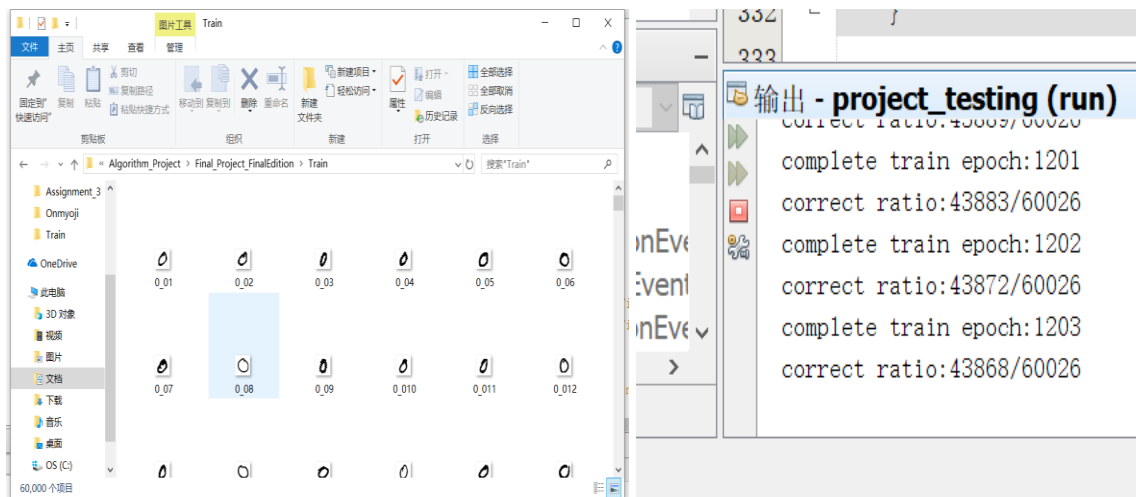 图片工具 Train
文件 主页 共享 查看 管理
固定到"快速访问"
复制
粘贴
剪切
复制路径
粘贴快捷方式
移动到 复制到 删除 重命名
新建文件夹
新建项目
轻松访问
属性
打开
编辑
历史记录
全部选择
全部取消
反向选择
剪贴板 组织 新建 打开 选择
« Algorithm_Project › Final_Project_FinalEdition › Train
搜索"Train"
Assignment_3
Onmyoji
Train
OneDrive
此电脑
3D 对象
视频
图片
文档
下载
音乐
桌面
OS (C:)
0_01 0_02 0_03 0_04 0_05 0_06
0_07 0_08 0_09 0_010 0_011 0_012
60,000 个项目
332 }
333
onEve
Event
onEve
输出 - project_testing (run)
correct ratio:43889/60026
complete train epoch:1201
correct ratio:43883/60026
complete train epoch:1202
correct ratio:43872/60026
complete train epoch:1203
correct ratio:43868/60026